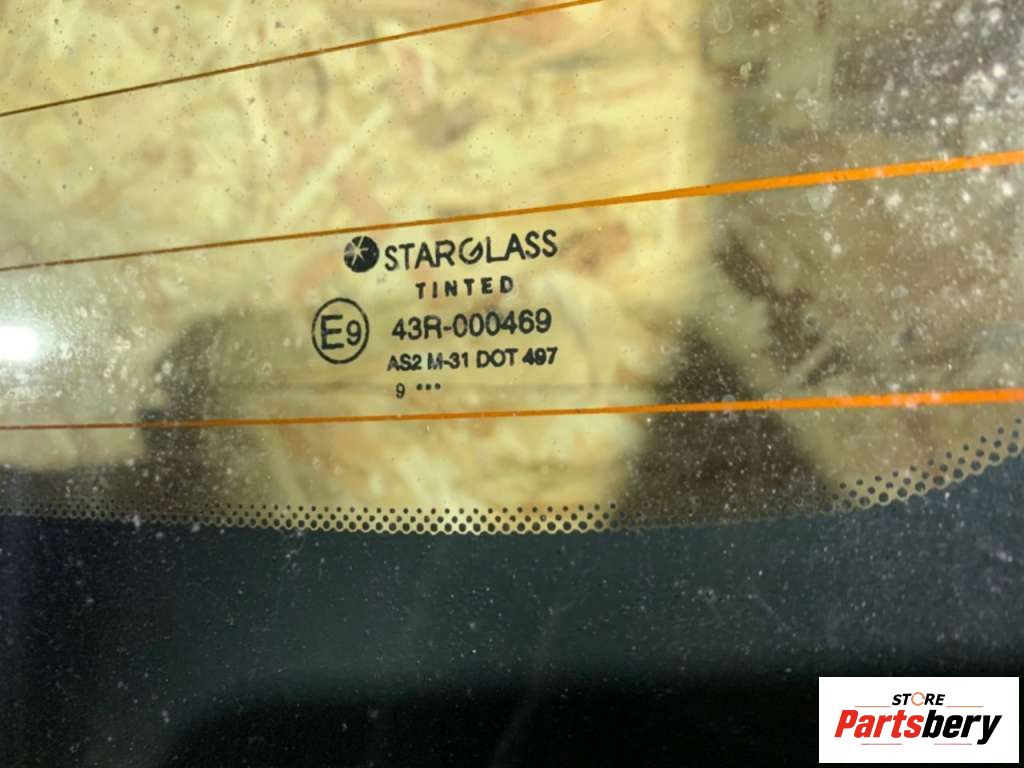 STARGLASS
TINTED
E9 43R-000469
AS2 M-31 DOT 497
9 ***
STORE
Partsbery